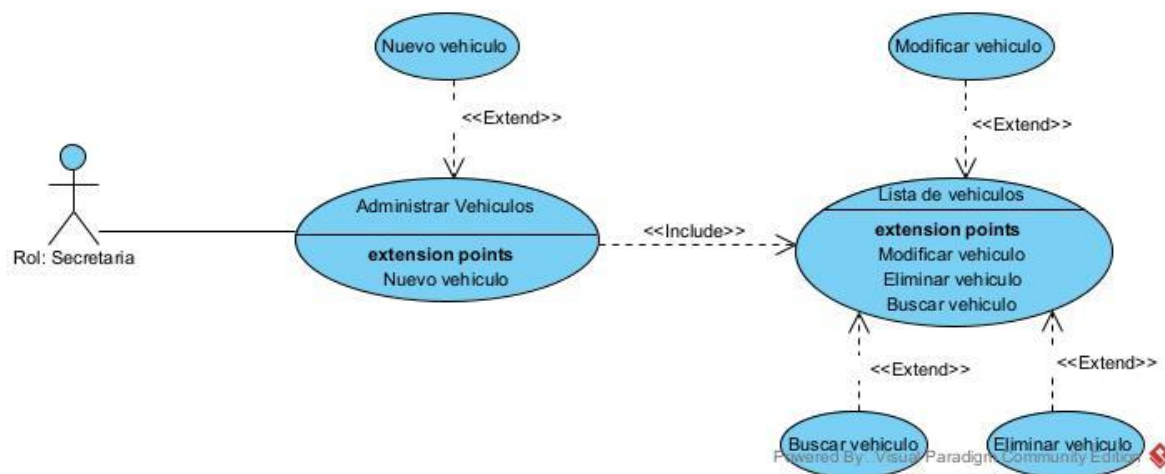 Nuevo vehiculo
Modificar vehiculo
<<Extend>>
<<Extend>>
Rol: Secretaria
Administrar Vehiculos
extension points
Nuevo vehiculo
<<Include>>
Lista de vehiculos
extension points
Modificar vehiculo
Eliminar vehiculo
Buscar vehiculo
<<Extend>>
<<Extend>>
Buscar vehiculo
Eliminar vehiculo
Powered By Visual Paradigm Community Edition